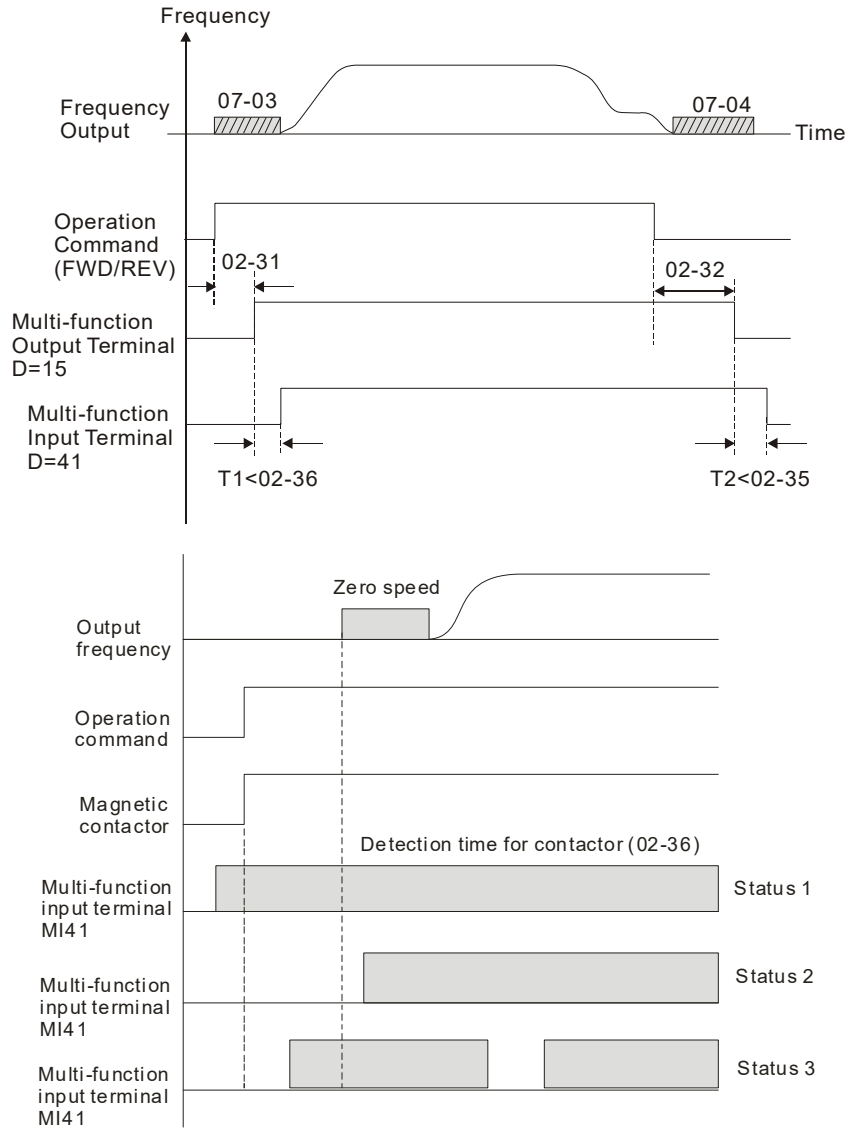 Frequency
Frequency
Output
07-03
07-04
Time
Operation
Command
(FWD/REV)
02-31
02-32
Multi-function
Output Terminal
D=15
Multi-function
Input Terminal
D=41
T1<02-36
T2<02-35
Zero speed
Output
frequency
Operation
command
Magnetic
contactor
Detection time for contactor (02-36)
Multi-function
input terminal
MI41
Status 1
Multi-function
input terminal
MI41
Status 2
Multi-function
input terminal
MI41
Status 3